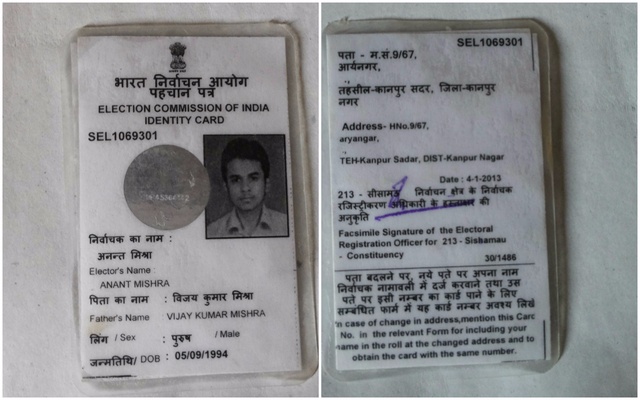 भारत निर्वाचन आयोग
पहचान पत्र
ELECTION COMMISSION OF INDIA
IDENTITY CARD
SEL1069301
निर्वाचक का नाम :
अनन्त मिश्रा
Elector's Name :
ANANT MISHRA
पिता का नाम : विजय कुमार मिश्रा
Father's Name VIJAY KUMAR MISHRA
लिंग / Sex : पुरुष / Male
जन्मतिथि/ DOB : 05/09/1994
SEL1069301
पता - म.सं.9/67,
आर्यनगर,
तहसील-कानपुर सदर, जिला-कानपुर
नगर
Address- HNo.9/67,
aryangar,
TEH-Kanpur Sadar, DIST-Kanpur Nagar
Date : 4-1-2013
213 - सीसामऊ निर्वाचन क्षेत्र के निर्वाचक
रजिस्ट्रीकरण अधिकारी के हस्ताक्षर की
अनुकृति
Facsimile Signature of the Electoral
Registration Officer for 213 - Sishamau
- Constituency 30/1486
पता बदलने पर, नये पते पर अपना नाम
निर्वाचक नामावली में दर्ज करवाने तथा उस
पते पर इसी नम्बर का कार्ड पाने के लिए
सम्बधित फार्म में यह कार्ड नम्बर अवश्य लिखें
In case of change in address,mention this Card
No. in the relevant Form for including your
name in the roll at the changed address and to
obtain the card with the same number.